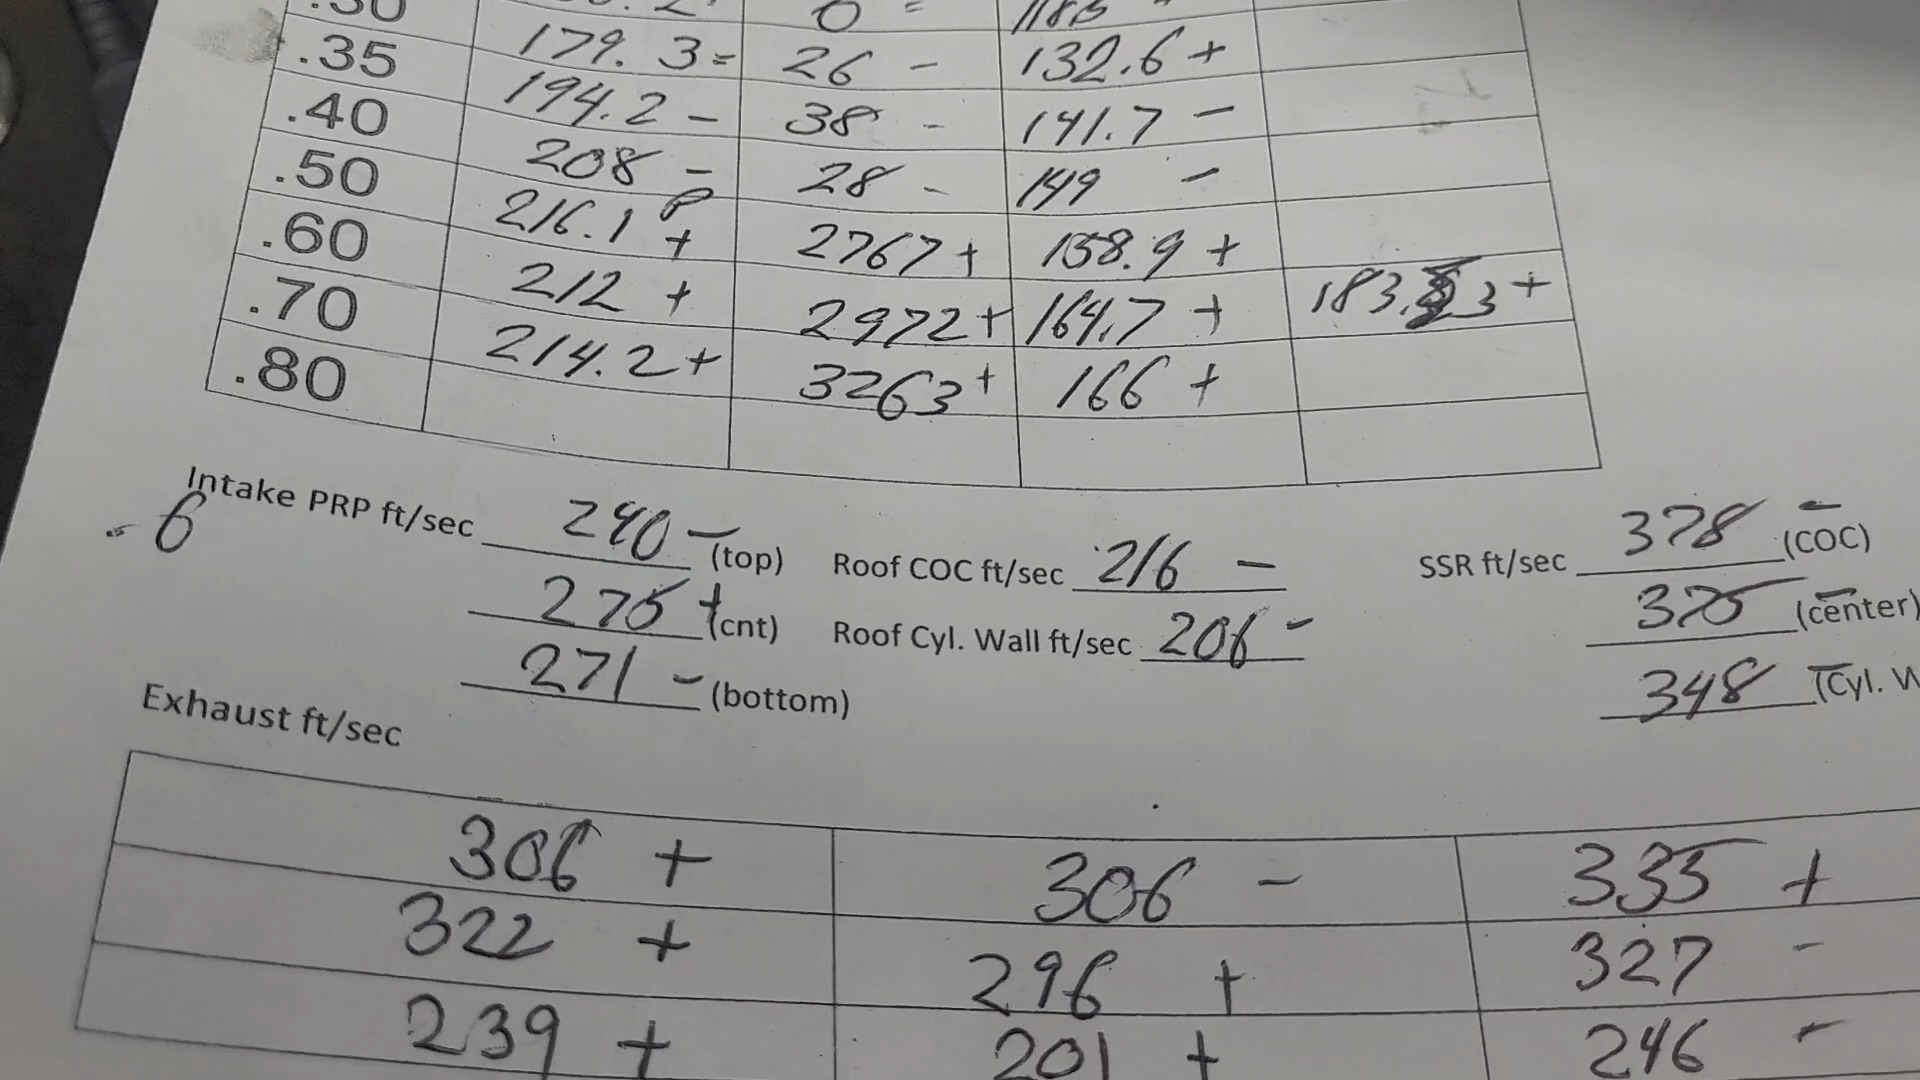 .30
.35 179.3 = 26 - 132.6 +
.40 194.2 - 38 - 141.7 -
.50 208 - 28 - 149 -
.60 216.1 P + 2767 + 158.9 +
.70 212 + 2972 + 164.7 + 183.3 +
.80 214.2 + 3263 + 166 +
Intake PRP ft/sec 240 - (top) Roof COC ft/sec 216 - SSR ft/sec 378 - (COC)
.6
275 + (cnt) Roof Cyl. Wall ft/sec 206 - 375 - (center)
271 - (bottom) 348 - (Cyl. W
Exhaust ft/sec
306 + 306 - 335 +
322 + 296 + 327 -
239 + 201 + 246 -